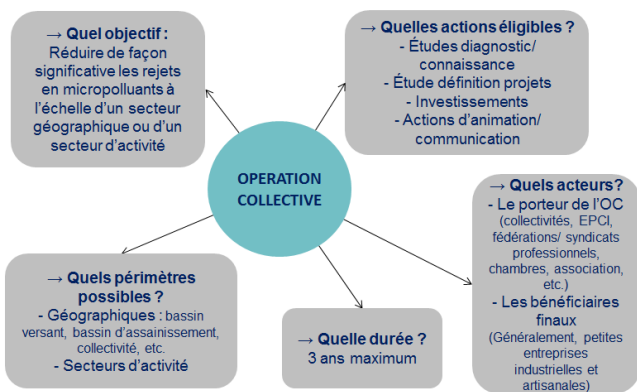 → Quel objectif :
Réduire de façon
significative les rejets
en micropolluants à
l'échelle d'un secteur
géographique ou d'un
secteur d'activité
→ Quelles actions éligibles ?
- Études diagnostic/
connaissance
- Étude définition projets
- Investissements
- Actions d'animation/
communication
OPERATION
COLLECTIVE
→ Quels acteurs?
- Le porteur de l'OC
(collectivités, EPCI,
fédérations/ syndicats
professionnels,
chambres, association,
etc.)
- Les bénéficiaires
finaux
(Généralement, petites
entreprises
industrielles et
artisanales)
→ Quels périmètres
possibles ?
- Géographiques : bassin
versant, bassin d'assainissement,
collectivité, etc.
- Secteurs d'activité
→ Quelle durée ?
3 ans maximum